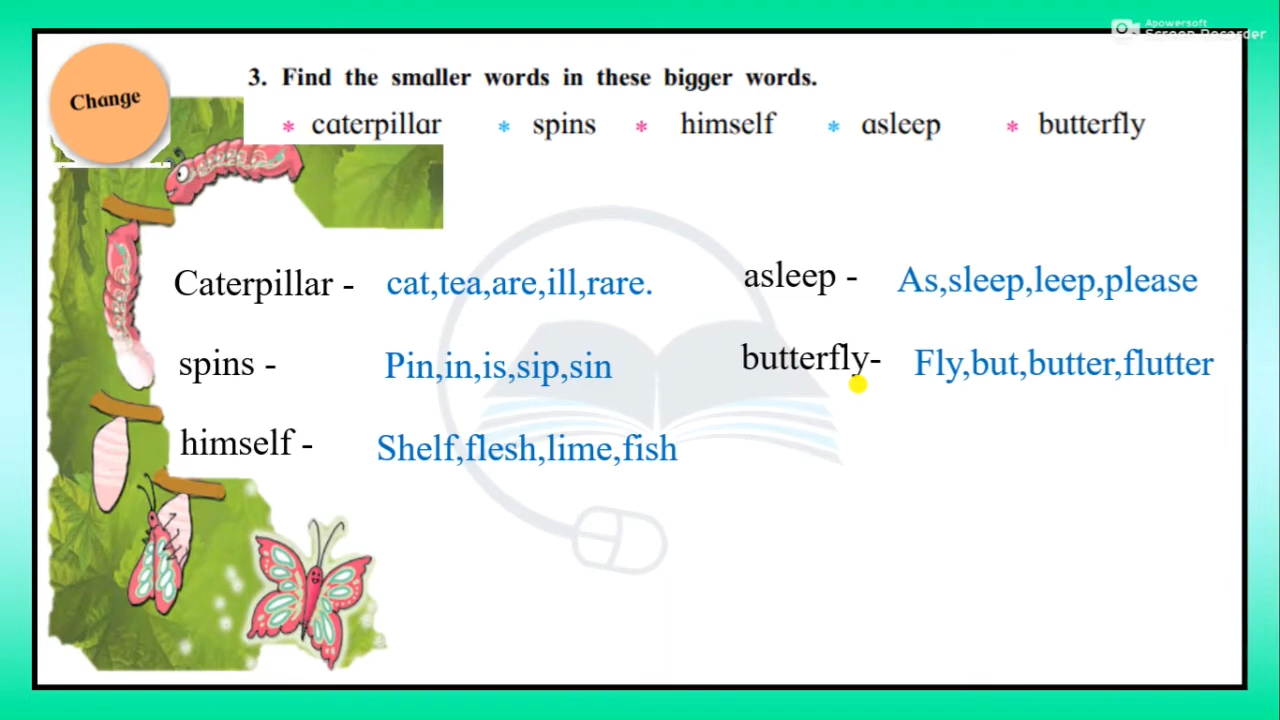 Apowersoft
Screen Recorder
Change
3. Find the smaller words in these bigger words.
* caterpillar * spins * himself * asleep * butterfly
Caterpillar - cat,tea,are,ill,rare.
asleep - As,sleep,leep,please
spins - Pin,in,is,sip,sin
butterfly- Fly,but,butter,flutter
himself - Shelf,flesh,lime,fish